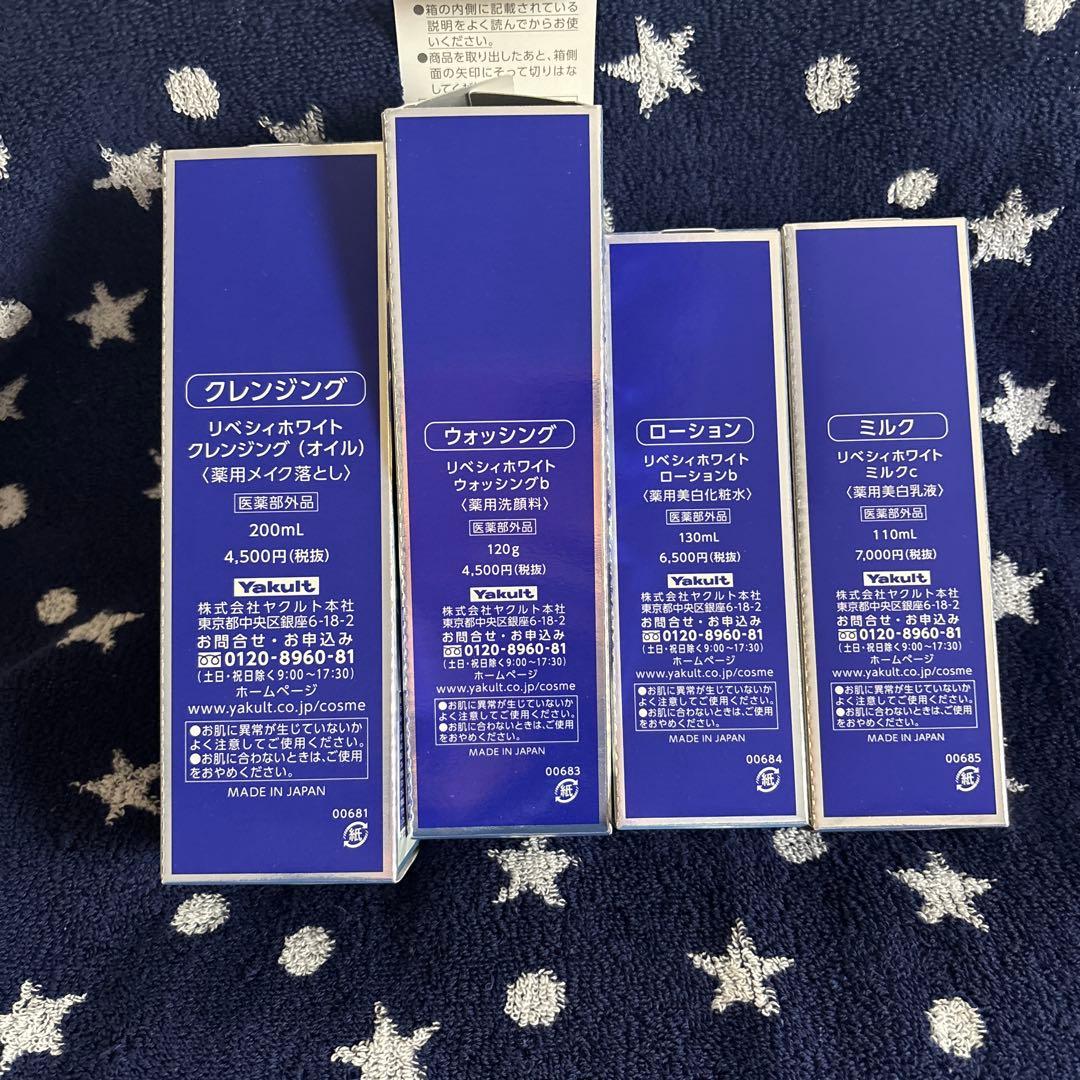 ●箱の内側に記載されている
説明をよく読んでからお使
いください。
●商品を取り出したあと、箱側
面の矢印にそって切りはな
クレンジング
リベシィホワイト
クレンジング（オイル）
〈薬用メイク落とし〉
医薬部外品
200mL
4,500円(税抜)
Yakult
株式会社ヤクルト本社
東京都中央区銀座6-18-2
お問合せ・お申込み
0120-8960-81
(土日・祝日除く9:00～17:30)
ホームページ
www.yakult.co.jp/cosme
●お肌に異常が生じていないか
よく注意してご使用ください。
●お肌に合わないときは、ご使用
をおやめください。
MADE IN JAPAN
00681
紙
ウォッシング
リベシィホワイト
ウォッシングb
〈薬用洗顔料〉
医薬部外品
120g
4,500円(税抜)
Yakult
株式会社ヤクルト本社
東京都中央区銀座6-18-2
お問合せ・お申込み
0120-8960-81
(土日・祝日除く9:00～17:30)
ホームページ
www.yakult.co.jp/cosme
●お肌に異常が生じていないか
よく注意してご使用ください。
●お肌に合わないときは、ご使用
をおやめください。
MADE IN JAPAN
00683
紙
ローション
リベシィホワイト
ローションb
〈薬用美白化粧水〉
医薬部外品
130mL
6,500円(税抜)
Yakult
株式会社ヤクルト本社
東京都中央区銀座6-18-2
お問合せ・お申込み
0120-8960-81
(土日・祝日除く9:00～17:30)
ホームページ
www.yakult.co.jp/cosme
●お肌に異常が生じていないか
よく注意してご使用ください。
●お肌に合わないときは、ご使用
をおやめください。
MADE IN JAPAN
00684
紙
ミルク
リベシィホワイト
ミルクc
〈薬用美白乳液〉
医薬部外品
110mL
7,000円(税抜)
Yakult
株式会社ヤクルト本社
東京都中央区銀座6-18-2
お問合せ・お申込み
0120-8960-81
(土日・祝日除く9:00～17:30)
ホームページ
www.yakult.co.jp/cosme
●お肌に異常が生じていないか
よく注意してご使用ください。
●お肌に合わないときは、ご使用
をおやめください。
MADE IN JAPAN
00685
紙